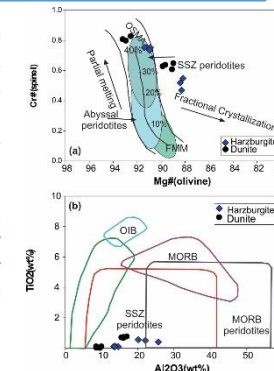 1.0
0.8
0.6
0.4
0.2
0.0
Cr#(spinel)
OSMA
40%
30%
20%
10%
SSZ peridotites
Partial melting
Abyssal
peridotites
Fractional Crystallization
FMM
(a)
98 96 94 92 90 88 86 84 82
Mg#(olivine)
Harzburgite
Dunite
10
8
6
4
2
TiO2(wt%)
(b)
OIB
Harzburgite
Dunite
MORB
SSZ
peridotites
MORB
peridotites
0 10 20 30 40 50
Al2O3(wt%)